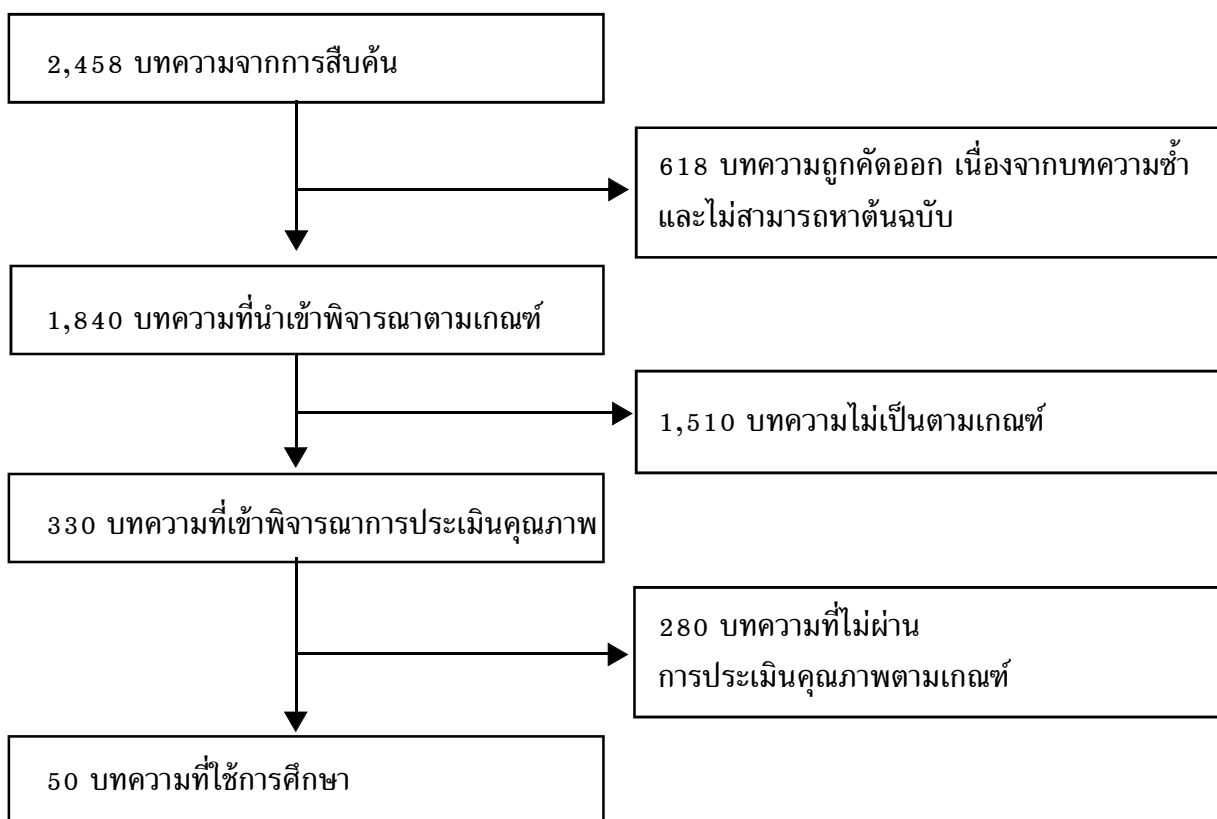 2,458 บทความจากการสืบค้น
618 บทความถูกคัดออก เนื่องจากบทความซ้ำ
และไม่สามารถหาต้นฉบับ
1,840 บทความที่นำเข้าพิจารณาตามเกณฑ์
1,510 บทความไม่เป็นตามเกณฑ์
330 บทความที่เข้าพิจารณาการประเมินคุณภาพ
280 บทความที่ไม่ผ่าน
การประเมินคุณภาพตามเกณฑ์
50 บทความที่ใช้การศึกษา